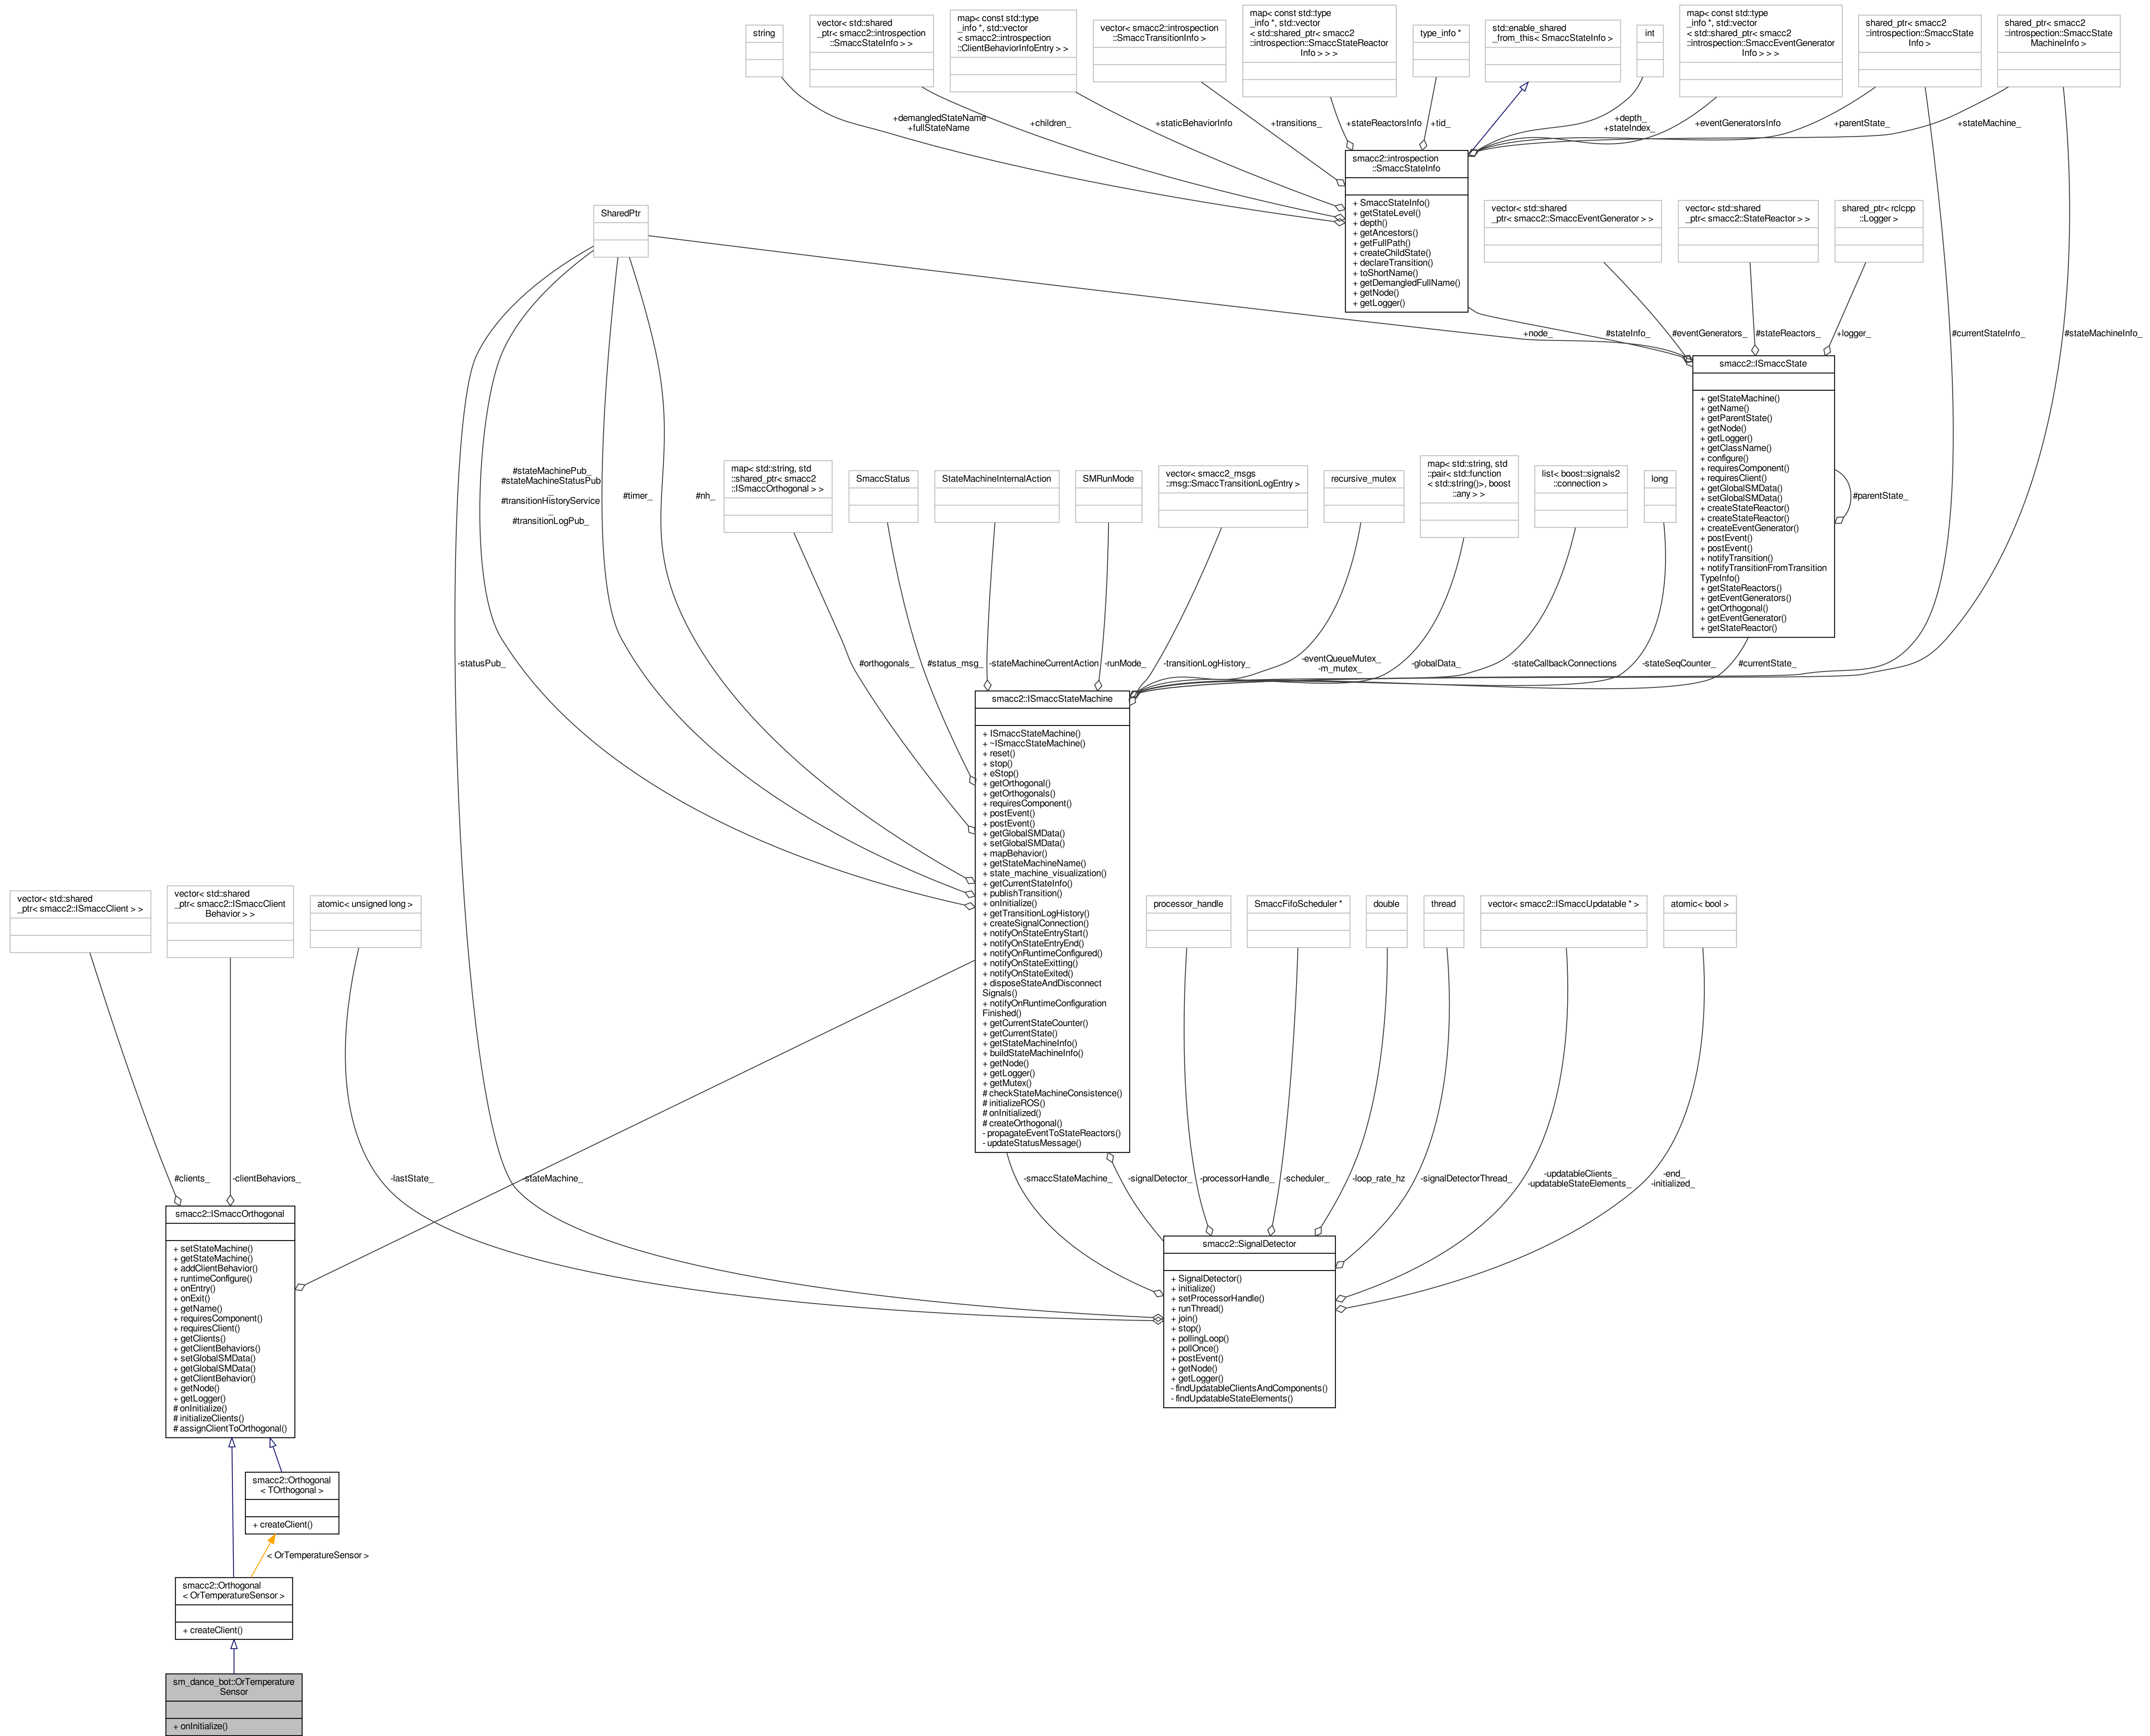 string
vector< std::shared
_ptr< smacc2::introspection
::SmaccStateInfo > >
map< const std::type
_info *, std::vector
< smacc2::introspection
::ClientBehaviorInfoEntry > >
vector< smacc2::introspection
::SmaccTransitionInfo >
map< const std::type
_info *, std::vector
< std::shared_ptr< smacc2
::introspection::SmaccStateReactor
Info > > >
type_info *
std::enable_shared
_from_this< SmaccStateInfo >
int
map< const std::type
_info *, std::vector
< std::shared_ptr< smacc2
::introspection::SmaccEventGenerator
Info > > >
shared_ptr< smacc2
::introspection::SmaccState
Info >
shared_ptr< smacc2
::introspection::SmaccState
MachineInfo >
+demangledStateName
+fullStateName
+children_
+staticBehaviorInfo
+transitions_
+stateReactorsInfo
+tid_
+depth_
+stateIndex_
+eventGeneratorsInfo
+parentState_
+stateMachine_
smacc2::introspection
::SmaccStateInfo
+ SmaccStateInfo()
+ getStateLevel()
+ depth()
+ getAncestors()
+ getFullPath()
+ createChildState()
+ declareTransition()
+ toShortName()
+ getDemangledFullName()
+ getNode()
+ getLogger()
SharedPtr
vector< std::shared
_ptr< smacc2::SmaccEventGenerator > >
vector< std::shared
_ptr< smacc2::StateReactor > >
shared_ptr< rclcpp
::Logger >
+node_
#stateInfo_
#eventGenerators_
#stateReactors_
+logger_
#currentStateInfo_
#stateMachineInfo_
smacc2::ISmaccState
+ getStateMachine()
+ getName()
+ getParentState()
+ getNode()
+ getLogger()
+ getClassName()
+ configure()
+ requiresComponent()
+ requiresClient()
+ getGlobalSMData()
+ setGlobalSMData()
+ createStateReactor()
+ createStateReactor()
+ createEventGenerator()
+ postEvent()
+ postEvent()
+ notifyTransition()
+ notifyTransitionFromTransition
TypeInfo()
+ getStateReactors()
+ getEventGenerators()
+ getOrthogonal()
+ getEventGenerator()
+ getStateReactor()
#parentState_
#stateMachinePub_
#stateMachineStatusPub
_
#transitionHistoryService
_
#transitionLogPub_
#timer_
#nh_
map< std::string, std
::shared_ptr< smacc2
::ISmaccOrthogonal > >
SmaccStatus
StateMachineInternalAction
SMRunMode
vector< smacc2_msgs
::msg::SmaccTransitionLogEntry >
recursive_mutex
map< std::string, std
::pair< std::function
< std::string()>, boost
::any > >
list< boost::signals2
::connection >
long
-statusPub_
#orthogonals_
#status_msg_
-stateMachineCurrentAction
-runMode_
-transitionLogHistory_
-eventQueueMutex_
-m_mutex_
-globalData_
-stateCallbackConnections
-stateSeqCounter_
#currentState_
smacc2::ISmaccStateMachine
+ ISmaccStateMachine()
+ ~ISmaccStateMachine()
+ reset()
+ stop()
+ eStop()
+ getOrthogonal()
+ getOrthogonals()
+ requiresComponent()
+ postEvent()
+ postEvent()
+ getGlobalSMData()
+ setGlobalSMData()
+ mapBehavior()
+ getStateMachineName()
+ state_machine_visualization()
+ getCurrentStateInfo()
+ publishTransition()
+ onInitialize()
+ getTransitionLogHistory()
+ createSignalConnection()
+ notifyOnStateEntryStart()
+ notifyOnStateEntryEnd()
+ notifyOnRuntimeConfigured()
+ notifyOnStateExitting()
+ notifyOnStateExited()
+ disposeStateAndDisconnect
Signals()
+ notifyOnRuntimeConfiguration
Finished()
+ getCurrentStateCounter()
+ getCurrentState()
+ getStateMachineInfo()
+ buildStateMachineInfo()
+ getNode()
+ getLogger()
+ getMutex()
# checkStateMachineConsistence()
# initializeROS()
# onInitialized()
# createOrthogonal()
- propagateEventToStateReactors()
- updateStatusMessage()
vector< std::shared
_ptr< smacc2::ISmaccClient > >
vector< std::shared
_ptr< smacc2::ISmaccClient
Behavior > >
atomic< unsigned long >
processor_handle
SmaccFifoScheduler *
double
thread
vector< smacc2::ISmaccUpdatable * >
atomic< bool >
#clients_
-clientBehaviors_
-lastState_
-stateMachine_
-smaccStateMachine_
-signalDetector_
-processorHandle_
-scheduler_
-loop_rate_hz
-signalDetectorThread_
-updatableClients_
-updatableStateElements_
-end_
-initialized_
smacc2::ISmaccOrthogonal
+ setStateMachine()
+ getStateMachine()
+ addClientBehavior()
+ runtimeConfigure()
+ onEntry()
+ onExit()
+ getName()
+ requiresComponent()
+ requiresClient()
+ getClients()
+ getClientBehaviors()
+ setGlobalSMData()
+ getGlobalSMData()
+ getClientBehavior()
+ getNode()
+ getLogger()
# onInitialize()
# initializeClients()
# assignClientToOrthogonal()
smacc2::SignalDetector
+ SignalDetector()
+ initialize()
+ setProcessorHandle()
+ runThread()
+ join()
+ stop()
+ pollingLoop()
+ pollOnce()
+ postEvent()
+ getNode()
+ getLogger()
- findUpdatableClientsAndComponents()
- findUpdatableStateElements()
smacc2::Orthogonal
< TOrthogonal >
+ createClient()
< OrTemperatureSensor >
smacc2::Orthogonal
< OrTemperatureSensor >
+ createClient()
sm_dance_bot::OrTemperature
Sensor
+ onInitialize()